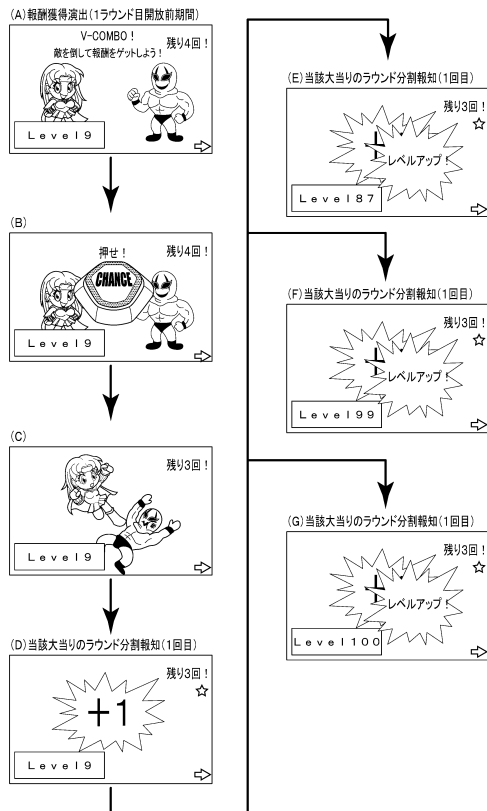 (A)報酬獲得演出(1ラウンド目開放前期間)
V-COMBO!
敵を倒して報酬をゲットしよう!
残り4回!
Level9
(B)
押せ!
残り4回!
CHANCE
Level9
(C)
残り3回!
Level9
(D)当該大当りのラウンド分割報知(1回目)
残り3回!
☆
+1
Level9
(E)当該大当りのラウンド分割報知(1回目)
残り3回!
☆
レベルアップ!
Level87
(F)当該大当りのラウンド分割報知(1回目)
残り3回!
☆
レベルアップ!
Level99
(G)当該大当りのラウンド分割報知(1回目)
残り3回!
☆
レベルアップ!
Level100